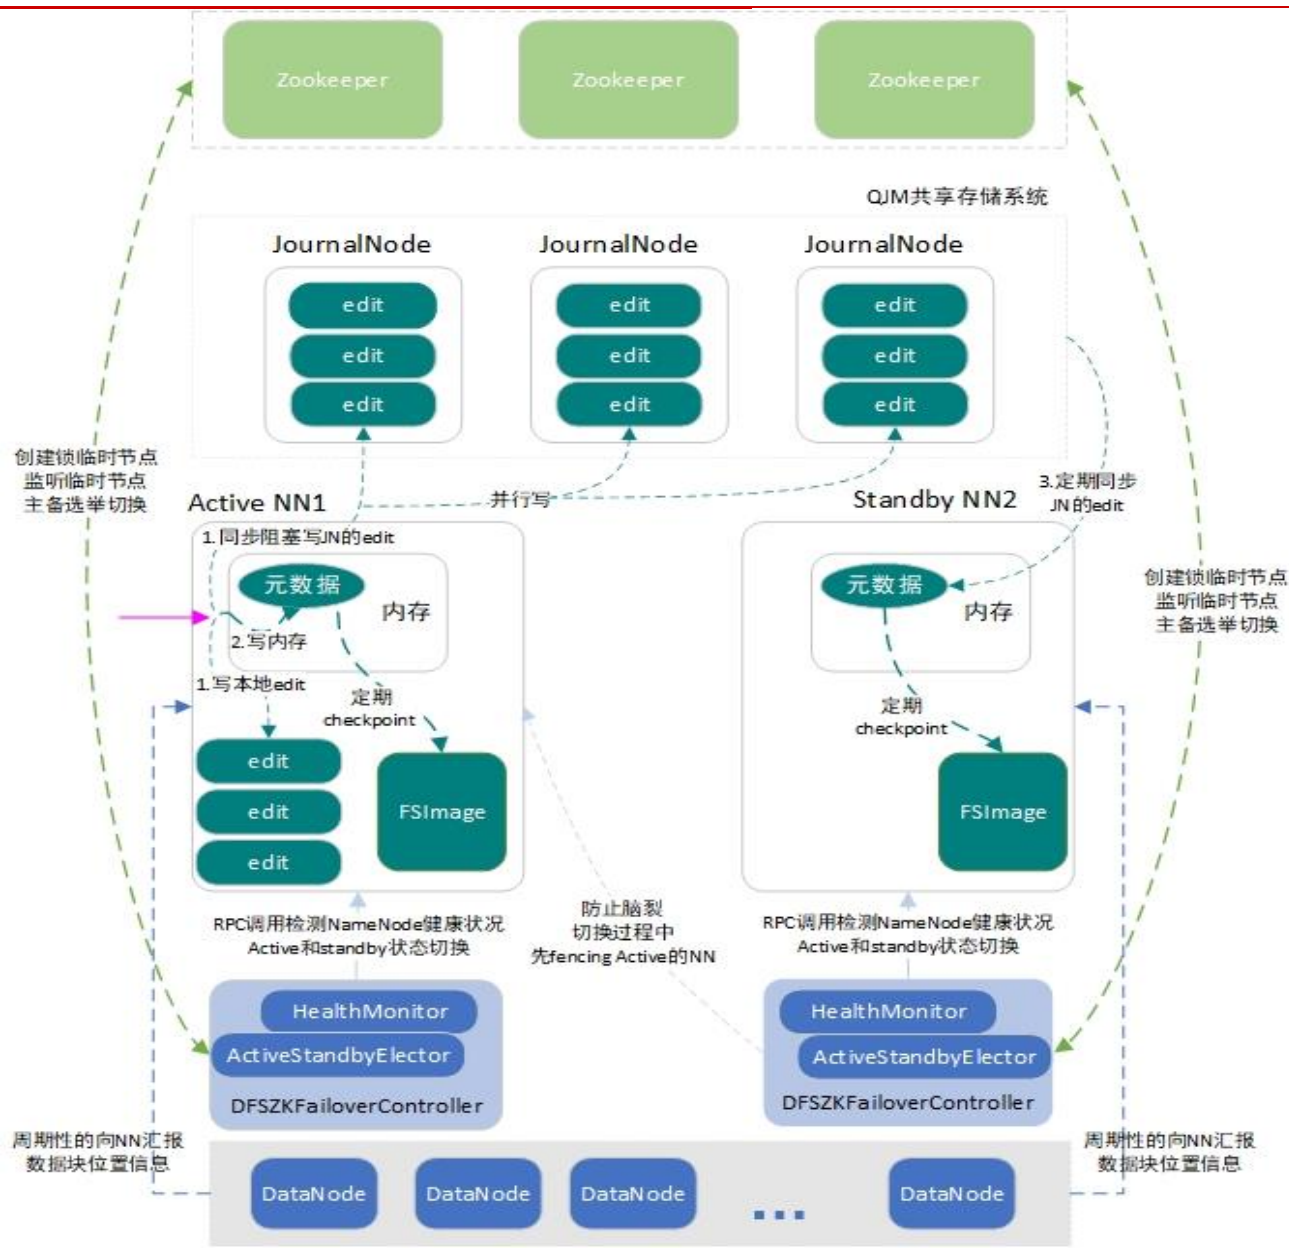 Zookeeper
Zookeeper
Zookeeper
QJM共享存储系统
JournalNode
JournalNode
JournalNode
edit
edit
edit
edit
edit
edit
edit
edit
edit
创建锁临时节点
监听临时节点
主备选举切换
Active NN1
并行写
Standby NN2
3.定期同步
JN的edit
1.同步阻塞写JN的edit
元数据
内存
2.写内存
1.写本地edit
定期
checkpoint
edit
edit
edit
FSImage
元数据
内存
定期
checkpoint
FSImage
创建锁临时节点
监听临时节点
主备选举切换
RPC调用检测NameNode健康状况
Active和standby状态切换
防止脑裂
切换过程中
先fencing Active的NN
RPC调用检测NameNode健康状况
Active和standby状态切换
HealthMonitor
ActiveStandbyElector
DFSZKFailoverController
HealthMonitor
ActiveStandbyElector
DFSZKFailoverController
周期性的向NN汇报
数据块位置信息
周期性的向NN汇报
数据块位置信息
DataNode
DataNode
DataNode
...
DataNode